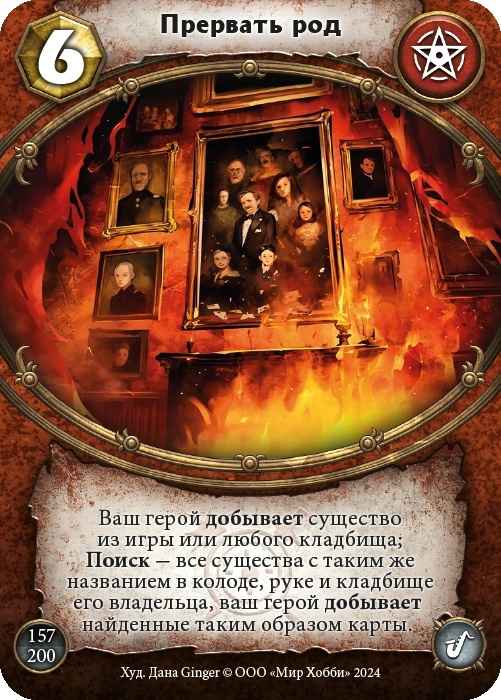 Прервать род
6
Ваш герой добывает существо
из игры или любого кладбища;
Поиск — все существа с таким же
названием в колоде, руке и кладбище
его владельца, ваш герой добывает
найденные таким образом карты.
157
200
Худ. Дана Ginger © ООО «Мир Хобби» 2024